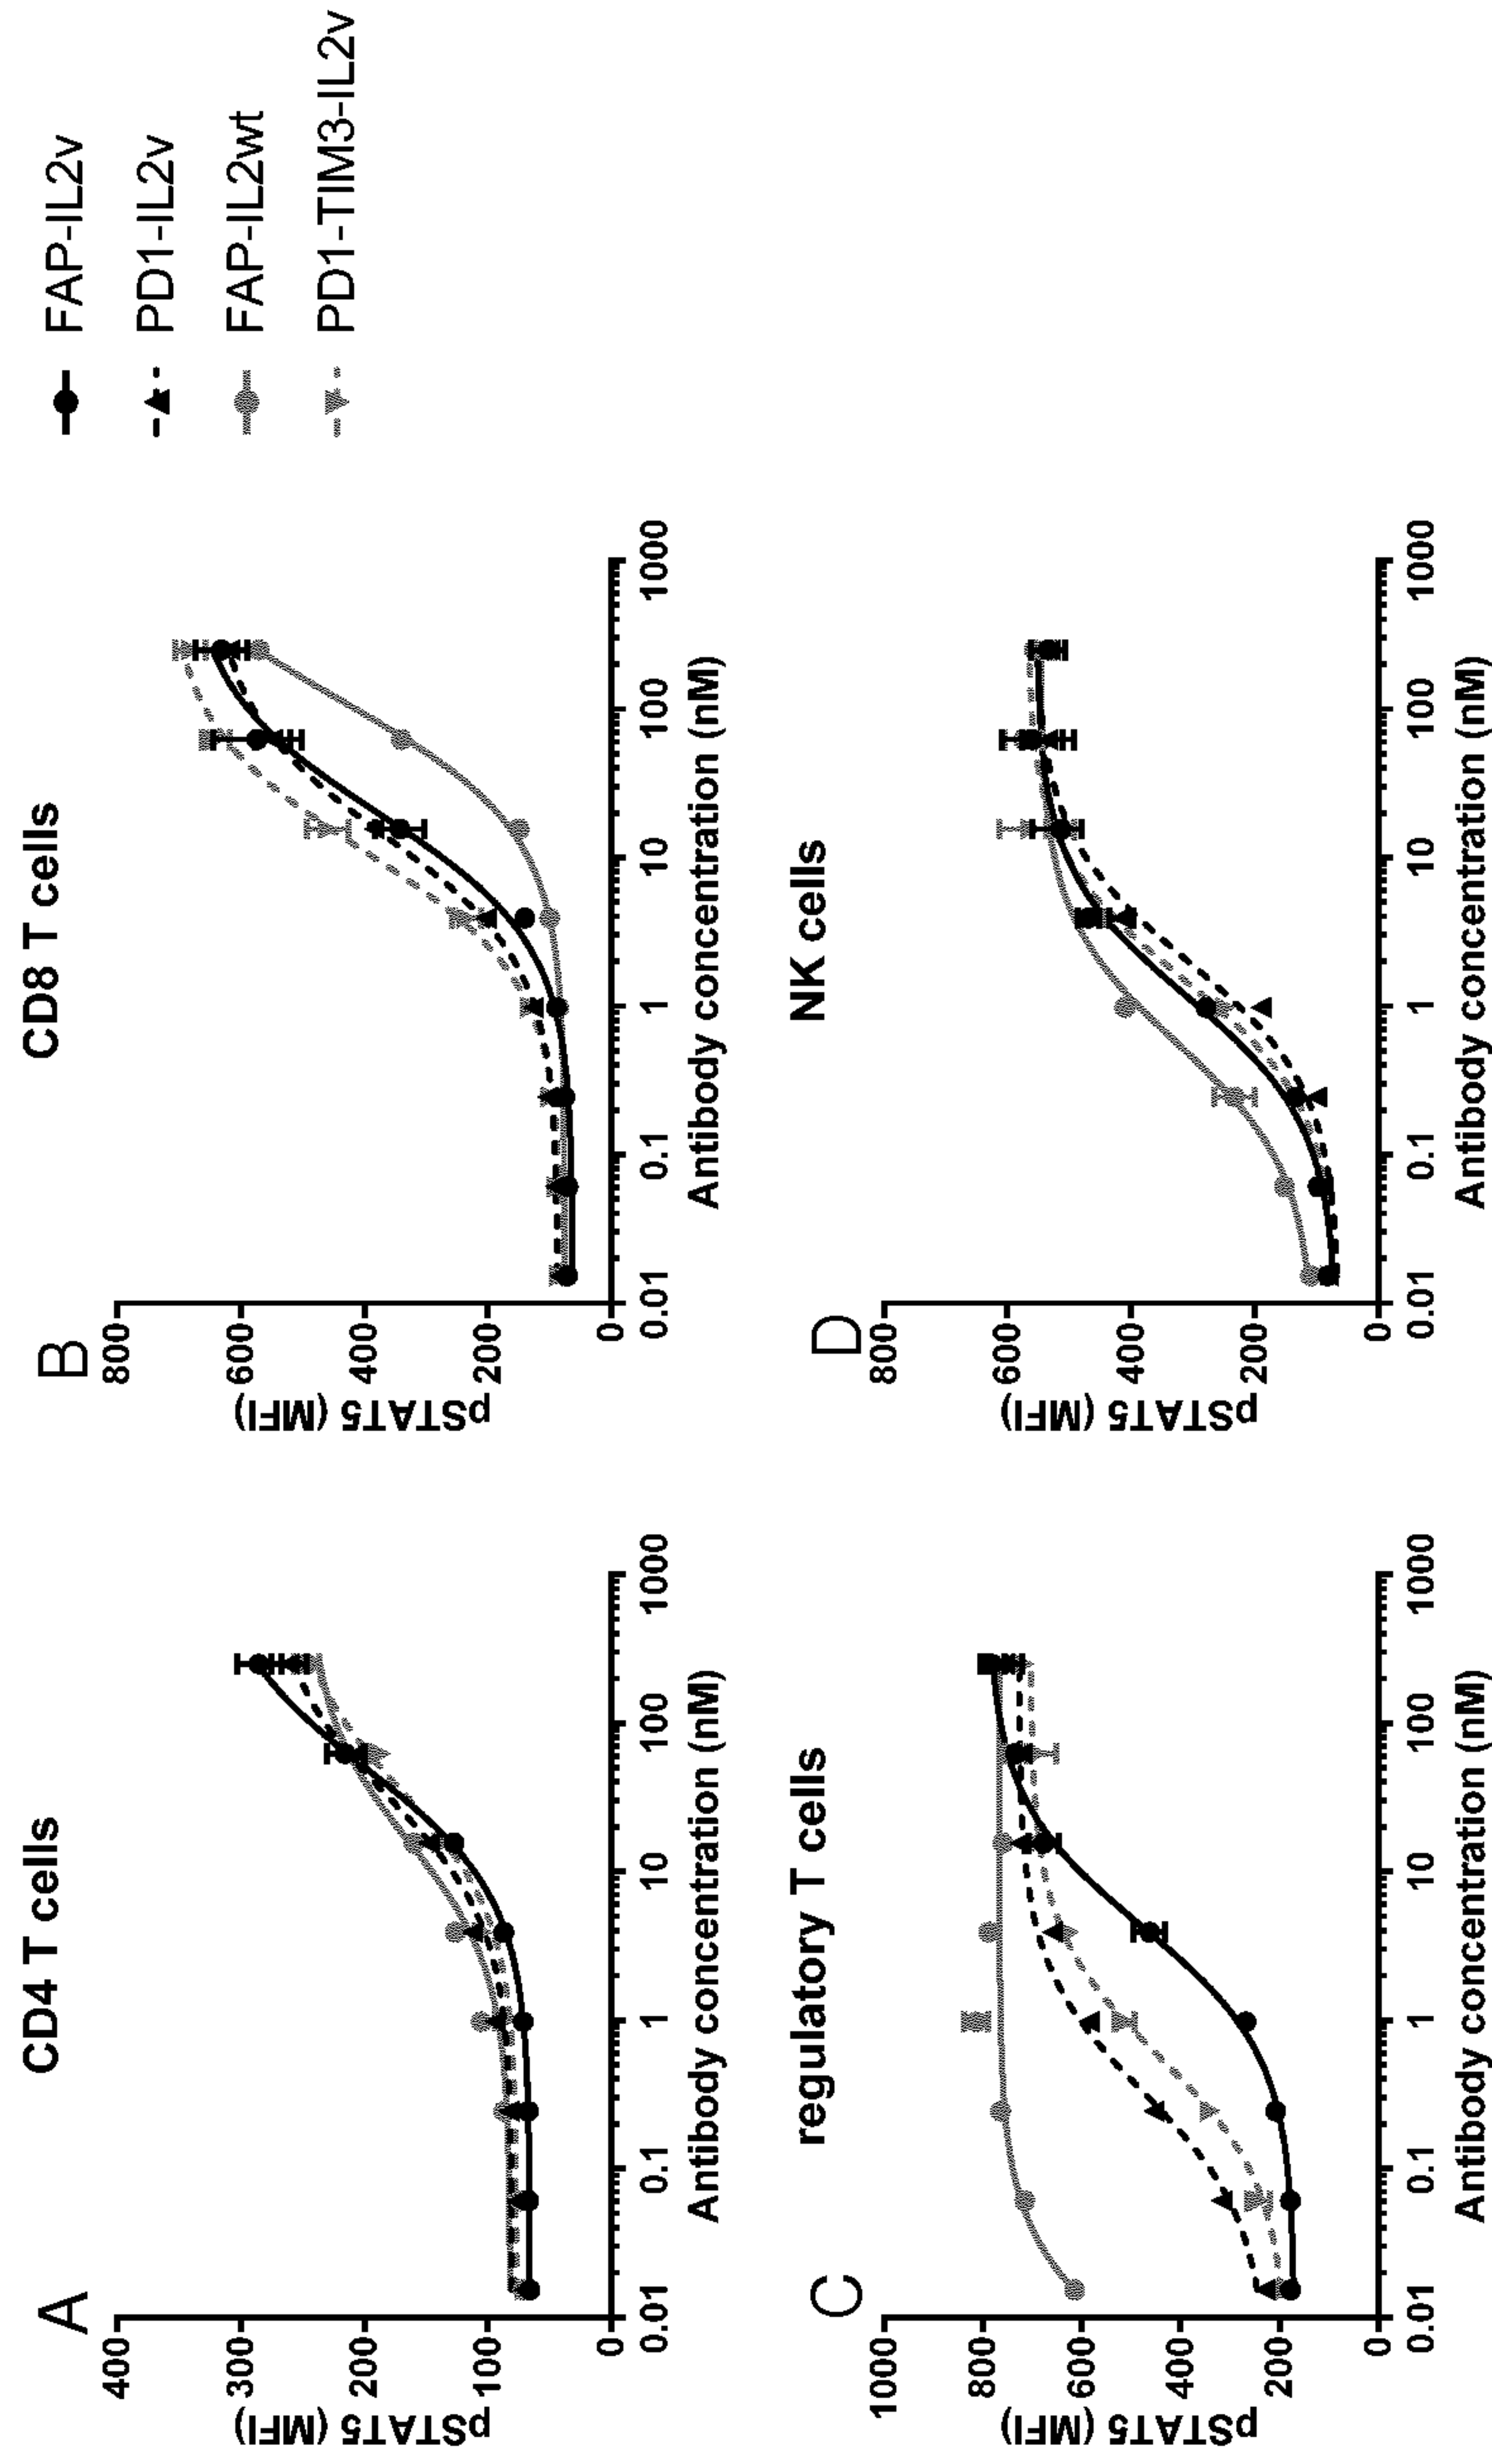 A
CD4 T cells
pSTAT5 (MFI)
400
300
200
100
0
0.01
0.1
1
10
100
1000
Antibody concentration (nM)
B
CD8 T cells
pSTAT5 (MFI)
800
600
400
200
0
0.01
0.1
1
10
100
1000
Antibody concentration (nM)
FAP-IL2v
PD1-IL2v
FAP-IL2wt
PD1-TIM3-IL2v
C
regulatory T cells
pSTAT5 (MFI)
1000
800
600
400
200
0
0.01
0.1
1
10
100
1000
Antibody concentration (nM)
D
NK cells
pSTAT5 (MFI)
800
600
400
200
0
0.01
0.1
1
10
100
1000
Antibody concentration (nM)